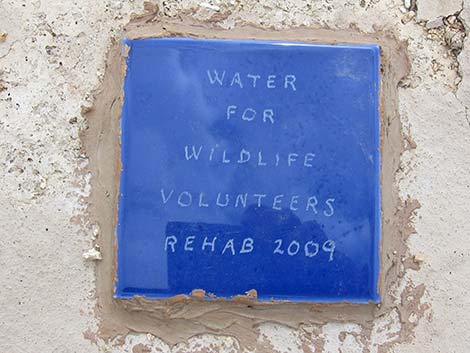 WATER
FOR
WILDLIFE
VOLUNTEERS
REHAB 2009